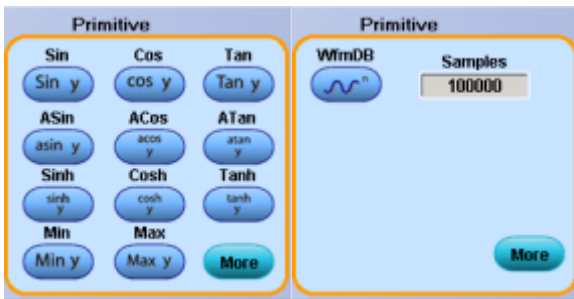 Primitive
Sin Cos Tan
Sin y cos y Tan y
ASin ACos ATan
asin y acos y atan y
Sinh Cosh Tanh
sinh y cosh y tanh y
Min Max
Min y Max y More
Primitive
WfmDB Samples
n 100000
More